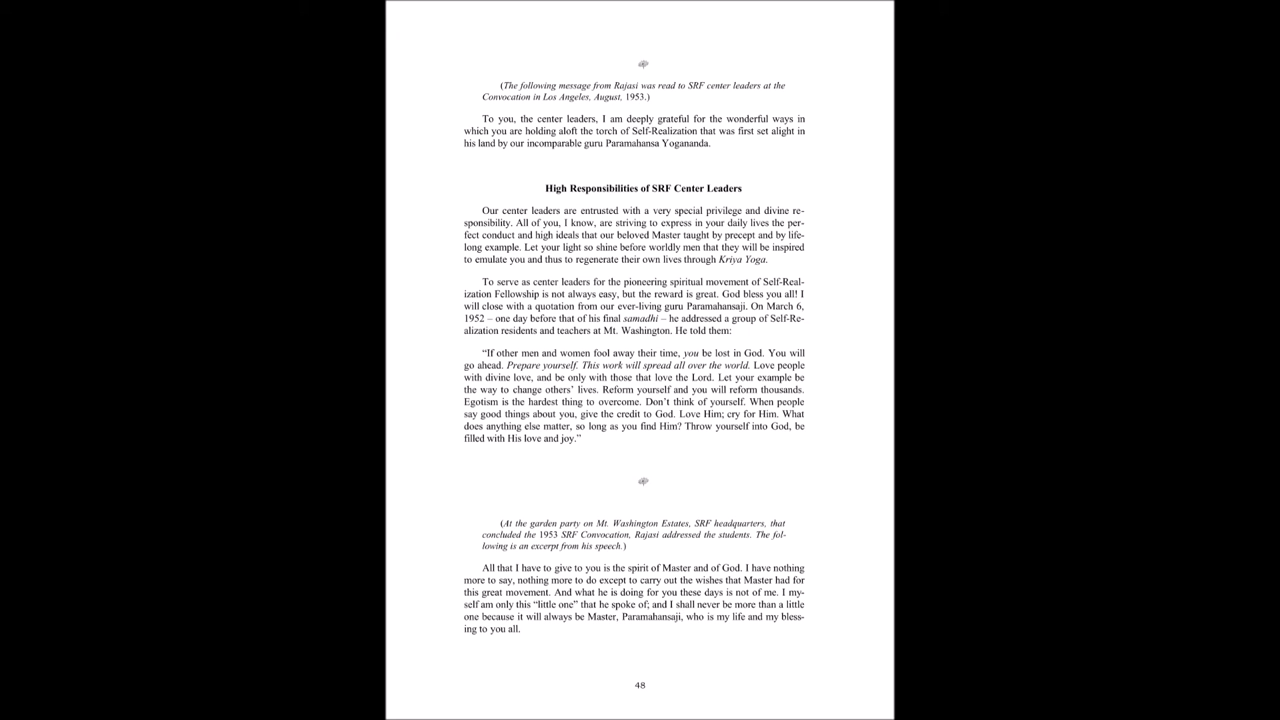 (The following message from Rajasi was read to SRF center leaders at the
Convocation in Los Angeles, August, 1953.)
To you, the center leaders, I am deeply grateful for the wonderful ways in
which you are holding aloft the torch of Self-Realization that was first set alight in
his land by our incomparable guru Paramahansa Yogananda.
High Responsibilities of SRF Center Leaders
Our center leaders are entrusted with a very special privilege and divine re-
sponsibility. All of you, I know, are striving to express in your daily lives the per-
fect conduct and high ideals that our beloved Master taught by precept and by life-
long example. Let your light so shine before worldly men that they will be inspired
to emulate you and thus to regenerate their own lives through Kriya Yoga.
To serve as center leaders for the pioneering spiritual movement of Self-Real-
ization Fellowship is not always easy, but the reward is great. God bless you all! I
will close with a quotation from our ever-living guru Paramahansaji. On March 6,
1952 – one day before that of his final samadhi – he addressed a group of Self-Re-
alization residents and teachers at Mt. Washington. He told them:
“If other men and women fool away their time, you be lost in God. You will
go ahead. Prepare yourself. This work will spread all over the world. Love people
with divine love, and be only with those that love the Lord. Let your example be
the way to change others’ lives. Reform yourself and you will reform thousands.
Egotism is the hardest thing to overcome. Don’t think of yourself. When people
say good things about you, give the credit to God. Love Him; cry for Him. What
does anything else matter, so long as you find Him? Throw yourself into God, be
filled with His love and joy.”
(At the garden party on Mt. Washington Estates, SRF headquarters, that
concluded the 1953 SRF Convocation, Rajasi addressed the students. The fol-
lowing is an excerpt from his speech.)
All that I have to give to you is the spirit of Master and of God. I have nothing
more to say, nothing more to do except to carry out the wishes that Master had for
this great movement. And what he is doing for you these days is not of me. I my-
self am only this “little one” that he spoke of; and I shall never be more than a little
one because it will always be Master, Paramahansaji, who is my life and my bless-
ing to you all.
48